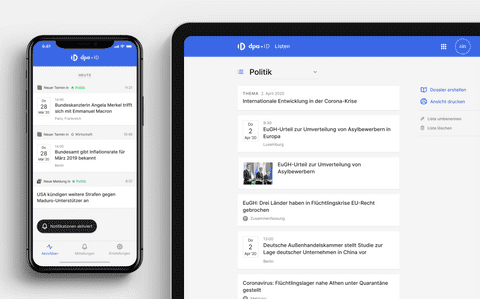 9.41
dpa • ID
HEUTE
Neuer Termin in Politik
Do
28
Mär '20
14:00
Bundeskanzlerin Angela Merkel trifft
sich mit Emmanuel Macron
Paris, Frankreich
Neuer Termin in Wirtschaft
Do
28
Mär '20
Bundesamt gibt Inflationsrate für
März 2019 bekannt
Berlin
Neue Meldung in Politik
USA kündigen weitere Strafen gegen
Maduro-Unterstützer an
Notifikationen aktiviert
Aktivitäten
Meldungen
Einstellungen
dpa • ID Listen
Politik
THEMA 2. April 2020
Internationale Entwicklung in der Corona-Krise
Do
2
Apr '20
9:30
EuGH-Urteil zur Umverteilung von Asylbewerbern in
Europa
Luxemburg
EuGH-Urteil zur Umverteilung von
Asylbewerbern
EuGH: Drei Länder haben in Flüchtlingskrise EU-Recht
gebrochen
Zusammenfassung
Do
2
Apr '20
13:00
Deutsche Außenhandelskammer stellt Studie zur
Lage deutscher Unternehmen in China vor
Berlin
Coronavirus: Flüchtlingslager nahe Athen unter Quarantäne
gestellt
Dossier erstellen
Ansicht drucken
Liste umbenennen
Liste löschen